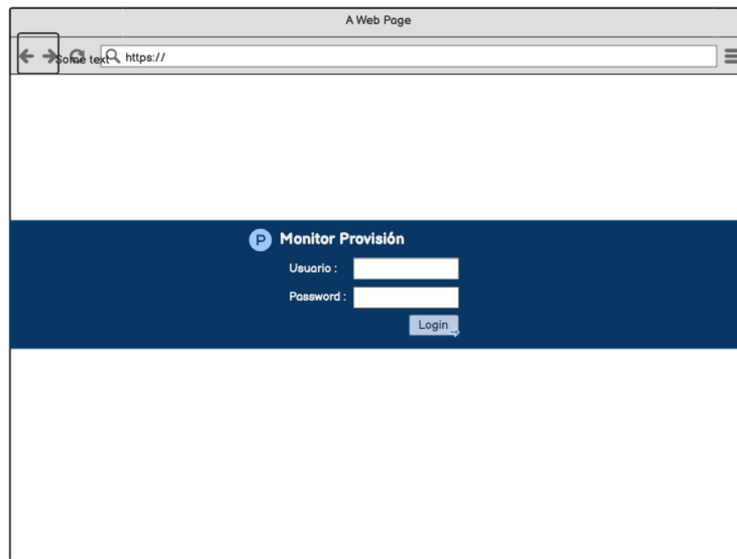 A Web Page
Some text
https://
P Monitor Provisión
Usuario :
Password :
Login